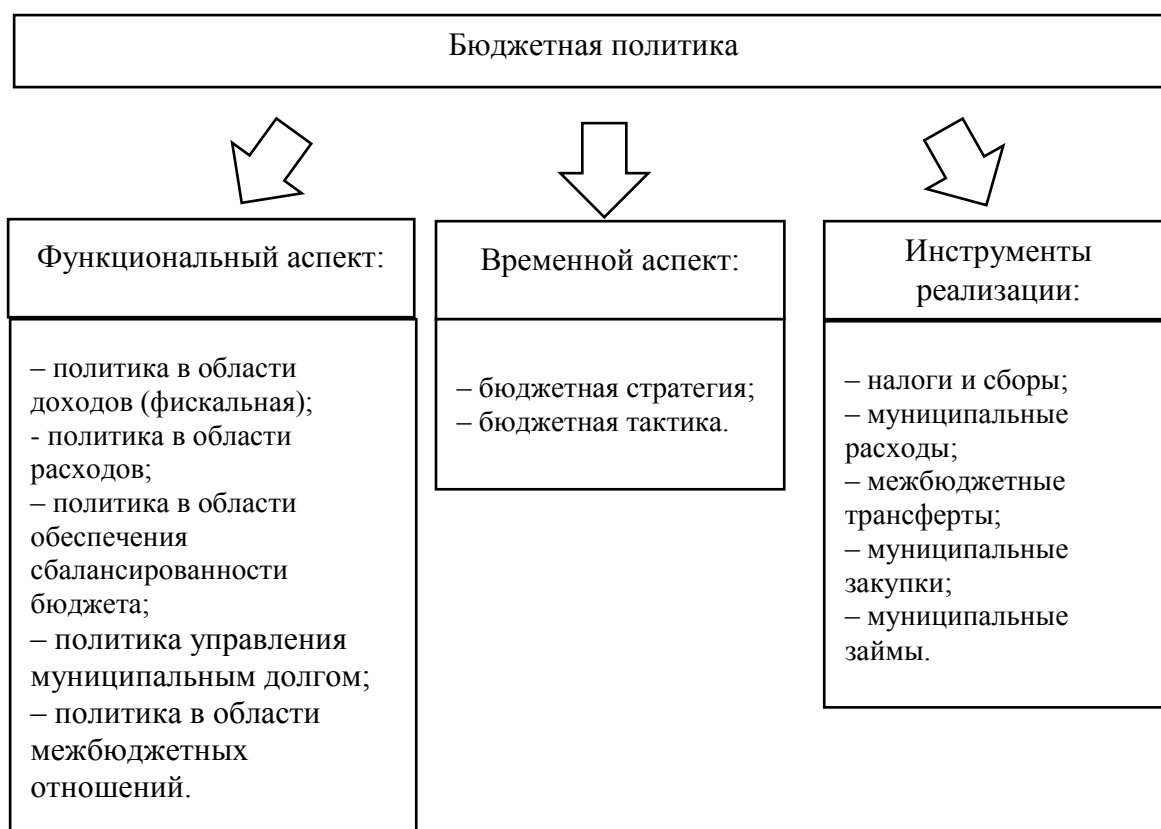 Бюджетная политика
Функциональный аспект:
– политика в области
доходов (фискальная);
- политика в области
расходов;
– политика в области
обеспечения
сбалансированности
бюджета;
– политика управления
муниципальным долгом;
– политика в области
межбюджетных
отношений.
Временной аспект:
– бюджетная стратегия;
– бюджетная тактика.
Инструменты
реализации:
– налоги и сборы;
– муниципальные
расходы;
– межбюджетные
трансферты;
– муниципальные
закупки;
– муниципальные
займы.